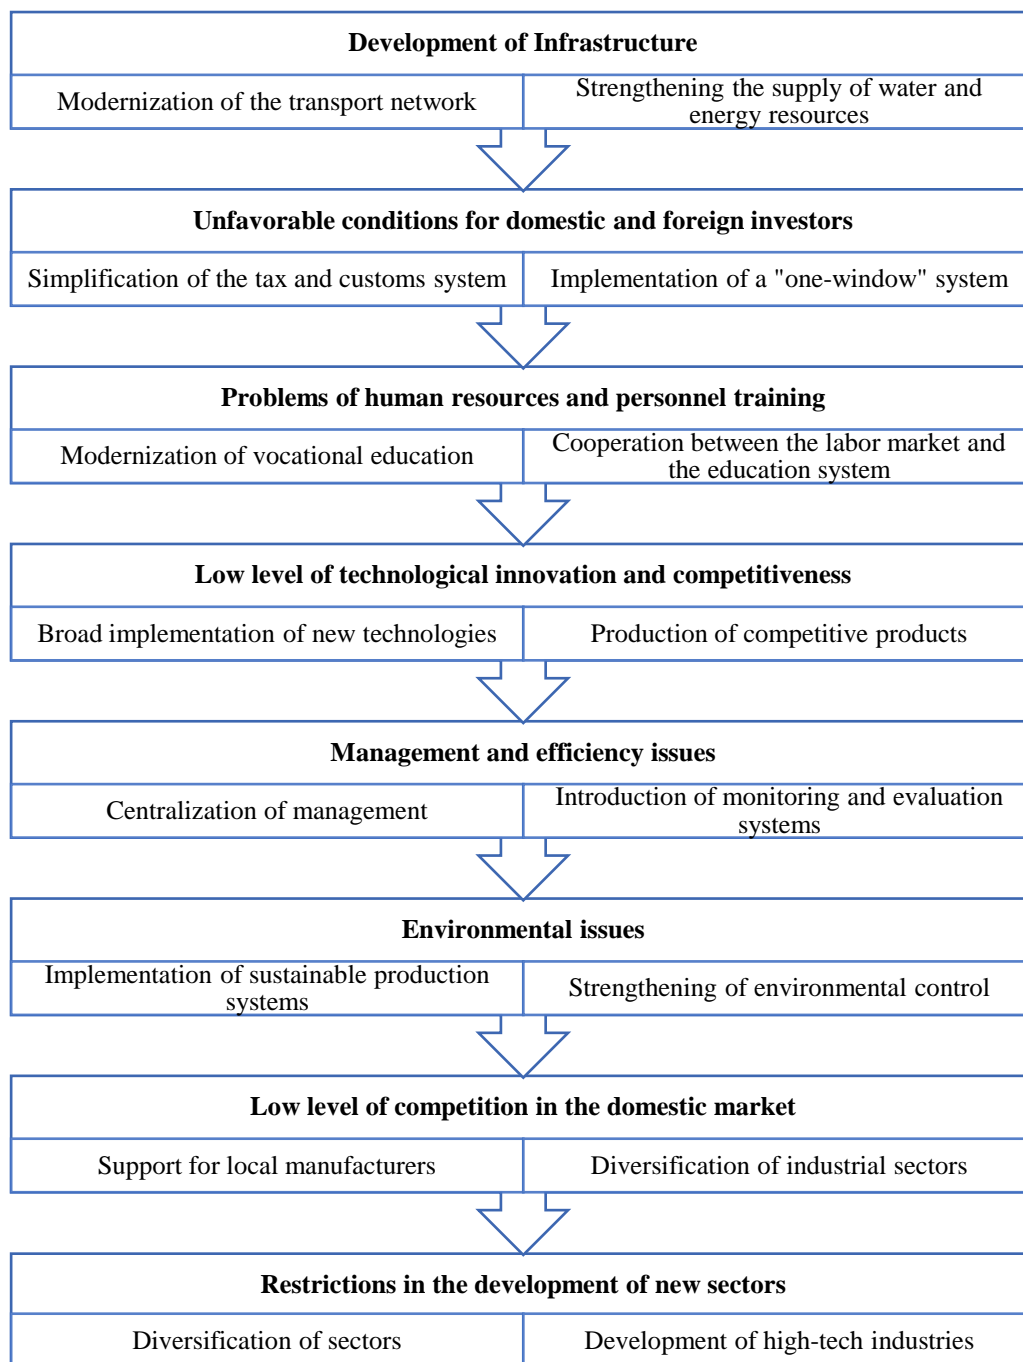 Development of Infrastructure
Modernization of the transport network
Strengthening the supply of water and
energy resources
Unfavorable conditions for domestic and foreign investors
Simplification of the tax and customs system
Implementation of a "one-window" system
Problems of human resources and personnel training
Modernization of vocational education
Cooperation between the labor market and
the education system
Low level of technological innovation and competitiveness
Broad implementation of new technologies
Production of competitive products
Management and efficiency issues
Centralization of management
Introduction of monitoring and evaluation
systems
Environmental issues
Implementation of sustainable production
systems
Strengthening of environmental control
Low level of competition in the domestic market
Support for local manufacturers
Diversification of industrial sectors
Restrictions in the development of new sectors
Diversification of sectors
Development of high-tech industries